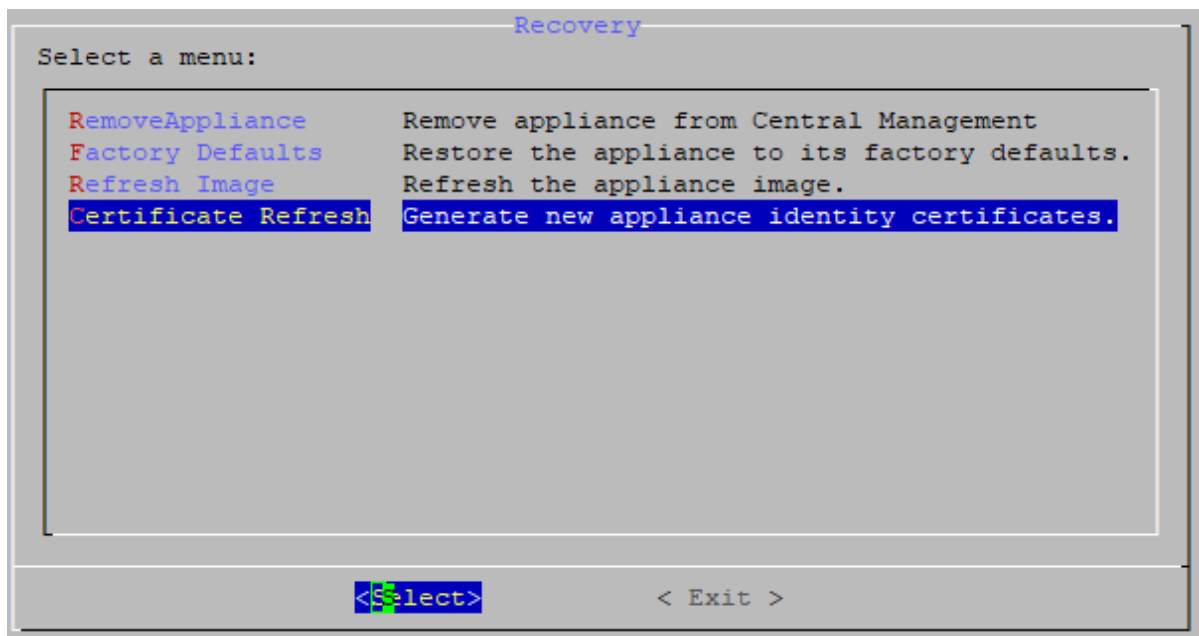 Recovery
Select a menu:
RemoveAppliance Remove appliance from Central Management
Factory Defaults Restore the appliance to its factory defaults.
Refresh Image Refresh the appliance image.
Certificate Refresh Generate new appliance identity certificates.
<Select> < Exit >